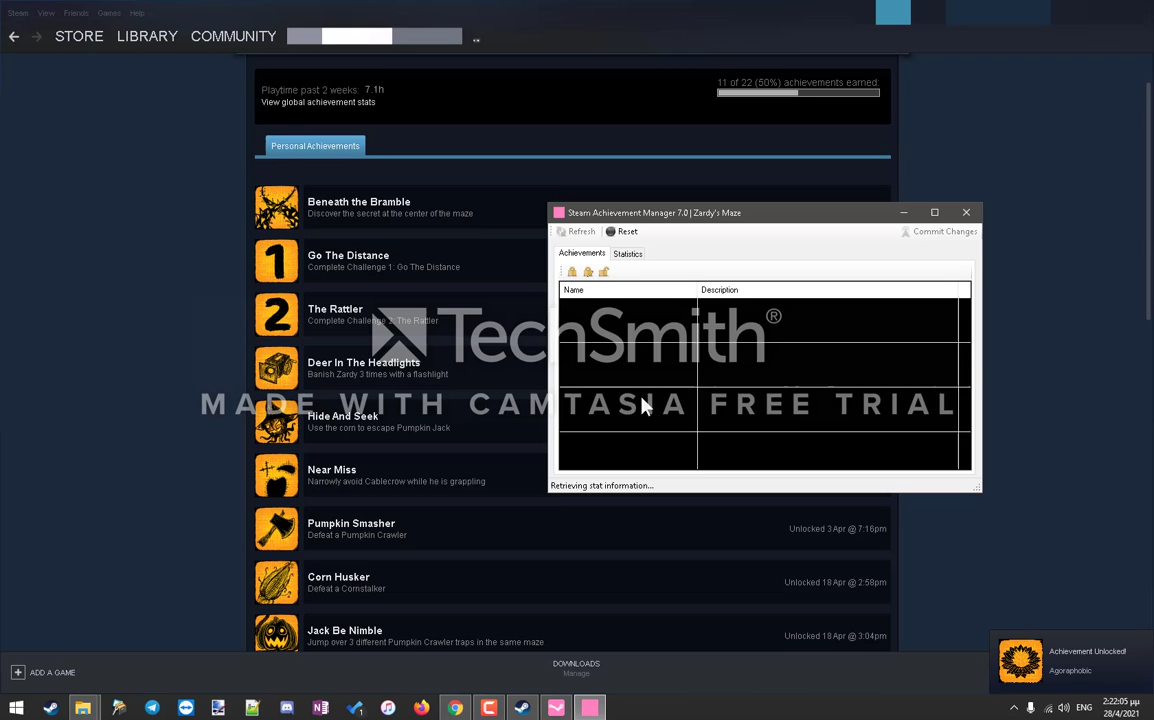 Steam View Friends Games Help
STORE LIBRARY COMMUNITY
Playtime past 2 weeks: 7.1h
11 of 22 (50%) achievements earned:
View global achievement stats
Personal Achievements
Beneath the Bramble
Discover the secret at the center of the maze
Go The Distance
Complete Challenge 1: Go The Distance
The Rattler
Complete Challenge 2: The Rattler
Deer In The Headlights
Banish Zardy 3 times with a flashlight
Hide And Seek
Use the corn to escape Pumpkin Jack
Near Miss
Narrowly avoid Cablecrow while he is grappling
Pumpkin Smasher
Defeat a Pumpkin Crawler
Unlocked 3 Apr @ 7:16pm
Corn Husker
Defeat a Cornstalker
Unlocked 18 Apr @ 2:58pm
Jack Be Nimble
Jump over 3 different Pumpkin Crawler traps in the same maze
Unlocked 18 Apr @ 3:04pm
Steam Achievement Manager 7.0 | Zardy's Maze
Refresh Reset Commit Changes
Achievements Statistics
Name Description
Retrieving stat information...
TechSmith®
MADE WITH CAMTASIA FREE TRIAL
Achievement Unlocked!
Agoraphobic
ADD A GAME
DOWNLOADS
Manage
ENG
2:22:05 μμ
28/4/2021